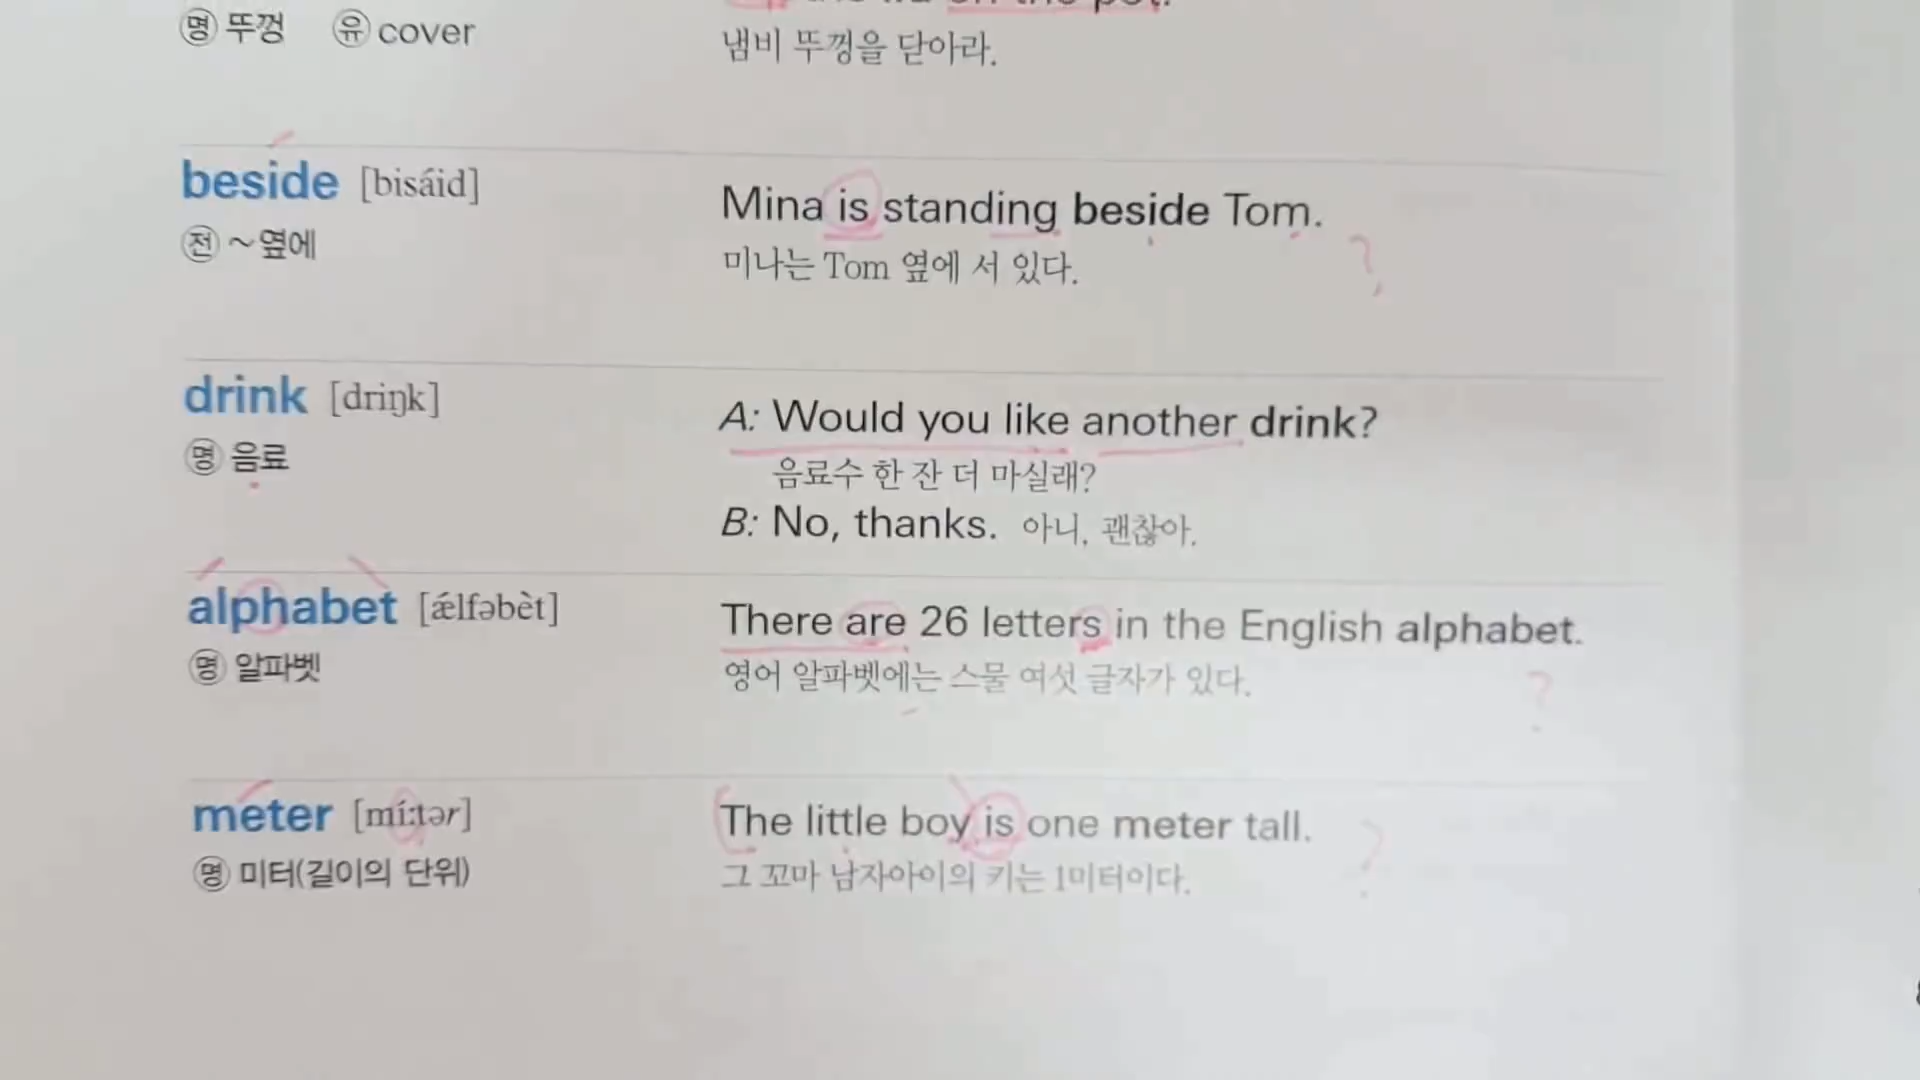 명 뚜껑 유 cover
on the pot.
냄비 뚜껑을 닫아라.
beside [bisáid]
전 ~옆에
Mina is standing beside Tom.
미나는 Tom 옆에 서 있다.
drink [driŋk]
명 음료
A: Would you like another drink?
음료수 한 잔 더 마실래?
B: No, thanks. 아니, 괜찮아.
alphabet [ǽlfəbèt]
명 알파벳
There are 26 letters in the English alphabet.
영어 알파벳에는 스물 여섯 글자가 있다.
meter [mí:tər]
명 미터(길이의 단위)
The little boy is one meter tall.
그 꼬마 남자아이의 키는 1미터이다.